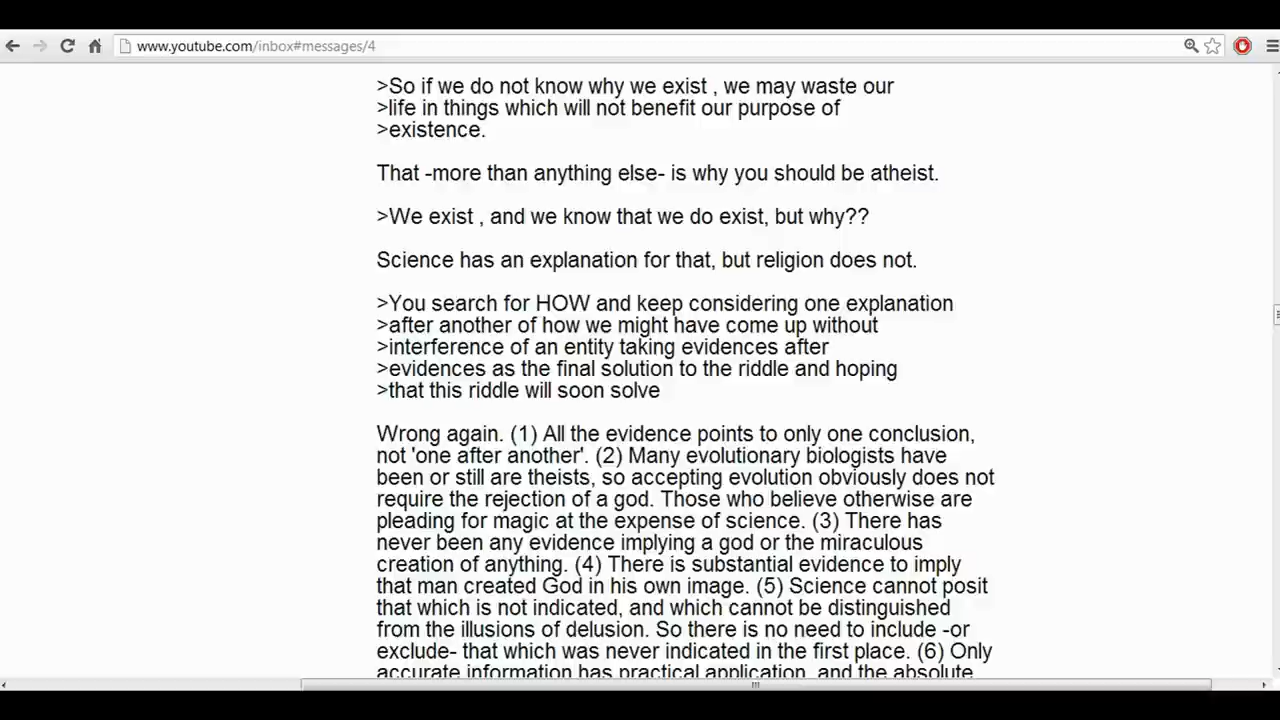 www.youtube.com/inbox#messages/4
>So if we do not know why we exist , we may waste our
>life in things which will not benefit our purpose of
>existence.
That -more than anything else- is why you should be atheist.
>We exist , and we know that we do exist, but why??
Science has an explanation for that, but religion does not.
>You search for HOW and keep considering one explanation
>after another of how we might have come up without
>interference of an entity taking evidences after
>evidences as the final solution to the riddle and hoping
>that this riddle will soon solve
Wrong again. (1) All the evidence points to only one conclusion,
not 'one after another'. (2) Many evolutionary biologists have
been or still are theists, so accepting evolution obviously does not
require the rejection of a god. Those who believe otherwise are
pleading for magic at the expense of science. (3) There has
never been any evidence implying a god or the miraculous
creation of anything. (4) There is substantial evidence to imply
that man created God in his own image. (5) Science cannot posit
that which is not indicated, and which cannot be distinguished
from the illusions of delusion. So there is no need to include -or
exclude- that which was never indicated in the first place. (6) Only
accurate information has practical application, and the absolute